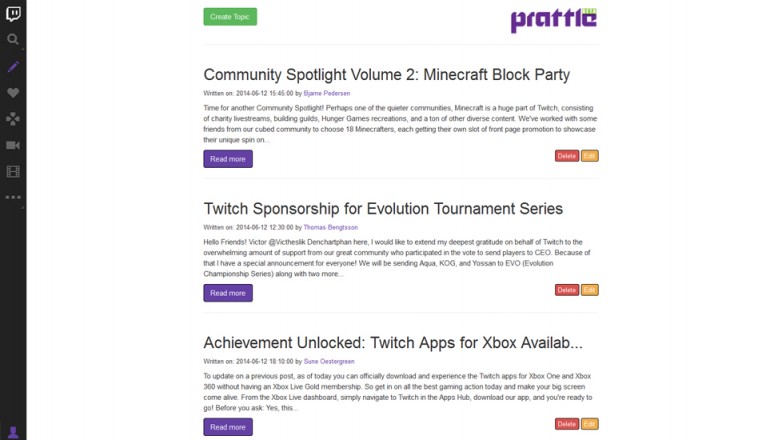 Create Topic
prattle
BETA
Community Spotlight Volume 2: Minecraft Block Party
Written on: 2014-06-12 15:45:00 by Bjarne Pedersen
Time for another Community Spotlight! Perhaps one of the quieter communities, Minecraft is a huge part of Twitch, consisting
of charity livestreams, building guilds, Hunger Games recreations, and a ton of other diverse content. We've worked with some
friends from our cubed community to choose 18 Minecrafters, each getting their own slot of front page promotion to showcase
their unique spin on...
Read more
Delete Edit
Twitch Sponsorship for Evolution Tournament Series
Written on: 2014-06-12 12:30:00 by Thomas Bengtsson
Hello Friends! Victor @Victheslik Denchartphan here, I would like to extend my deepest gratitude on behalf of Twitch to the
overwhelming amount of support from our great community who participated in the vote to send players to CEO. Because of
that I have a special announcement for everyone! We will be sending Aqua, KOG, and Yossan to EVO (Evolution
Championship Series) along with two more...
Read more
Delete Edit
Achievement Unlocked: Twitch Apps for Xbox Availab...
Written on: 2014-06-12 18:10:00 by Sune Oestergreen
To update on a previous post, as of today you can officially download and experience the Twitch apps for Xbox One and Xbox
360 without having an Xbox Live Gold membership. So get in on all the best gaming action today and make your big screen
come alive. From the Xbox Live dashboard, simply navigate to Twitch in the Apps Hub, download our app, and you're ready to
go! Before you ask: Yes, this...
Read more
Delete Edit